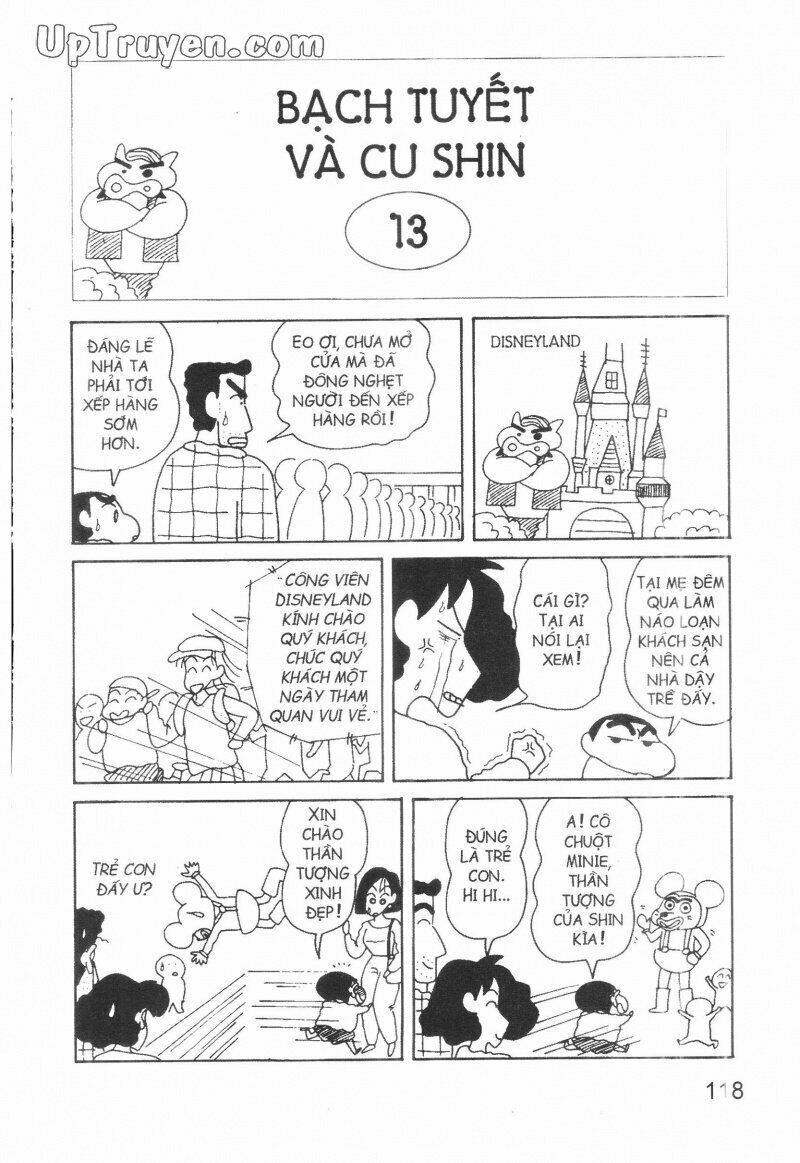 UpTruyen.com
BẠCH TUYẾT
VÀ CU SHIN
13
DISNEYLAND
EO ƠI, CHƯA MỞ
CỬA MÀ ĐÃ
ĐÔNG NGHẸT
NGƯỜI ĐẾN XẾP
HÀNG RỒI!
ĐÁNG LẼ
NHÀ TA
PHẢI TỚI
XẾP HÀNG
SỚM
HƠN.
TẠI MẸ ĐÊM
QUA LÀM
NÁO LOẠN
KHÁCH SẠN
NÊN CẢ
NHÀ DẬY
TRỄ ĐẤY.
CÁI GÌ?
TẠI AI
NÓI LẠI
XEM!
"CÔNG VIÊN
DISNEYLAND
KÍNH CHÀO
QUÝ KHÁCH,
CHÚC QUÝ
KHÁCH MỘT
NGÀY THAM
QUAN VUI VẺ."
A! CÔ
CHUỘT
MINIE,
THẦN
TƯỢNG
CỦA SHIN
KÌA!
ĐÚNG
LÀ TRẺ
CON.
HI HI...
XIN
CHÀO
THẦN
TƯỢNG
XINH
ĐẸP!
TRẺ CON
ĐẤY Ư?
118